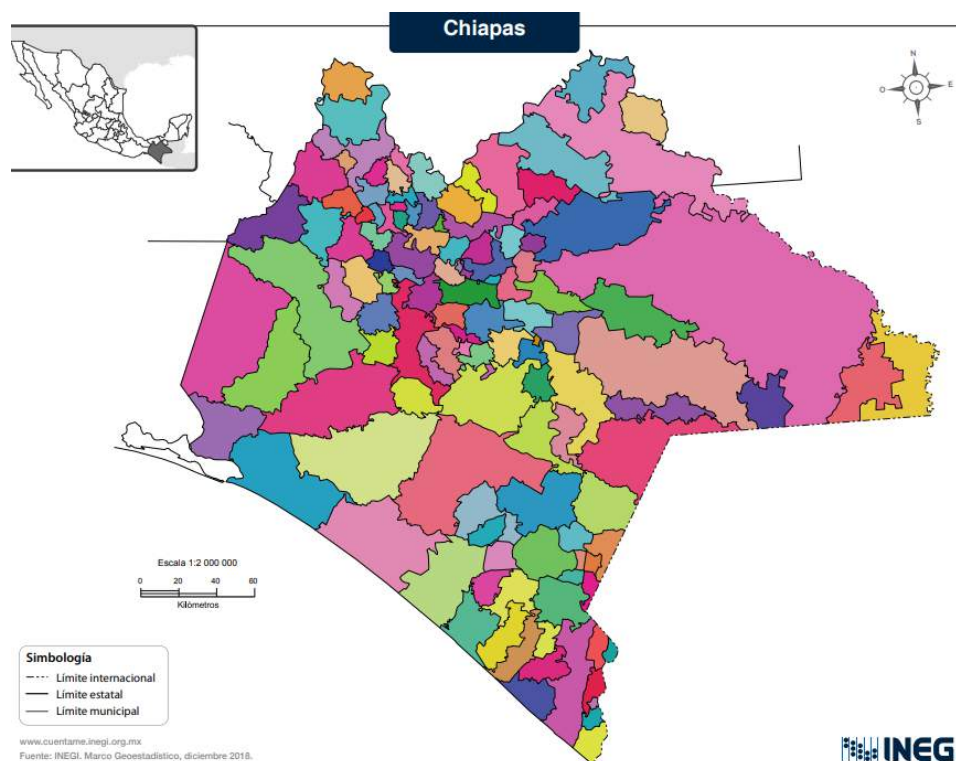 Chiapas
N
O
E
S
Escala 1:2 000 000
0 20 40 60
Kilómetros
Simbología
Límite internacional
Límite estatal
Límite municipal
www.cuentame.inegi.org.mx
Fuente: INEGI. Marco Geoestadístico, diciembre 2018.
INEG